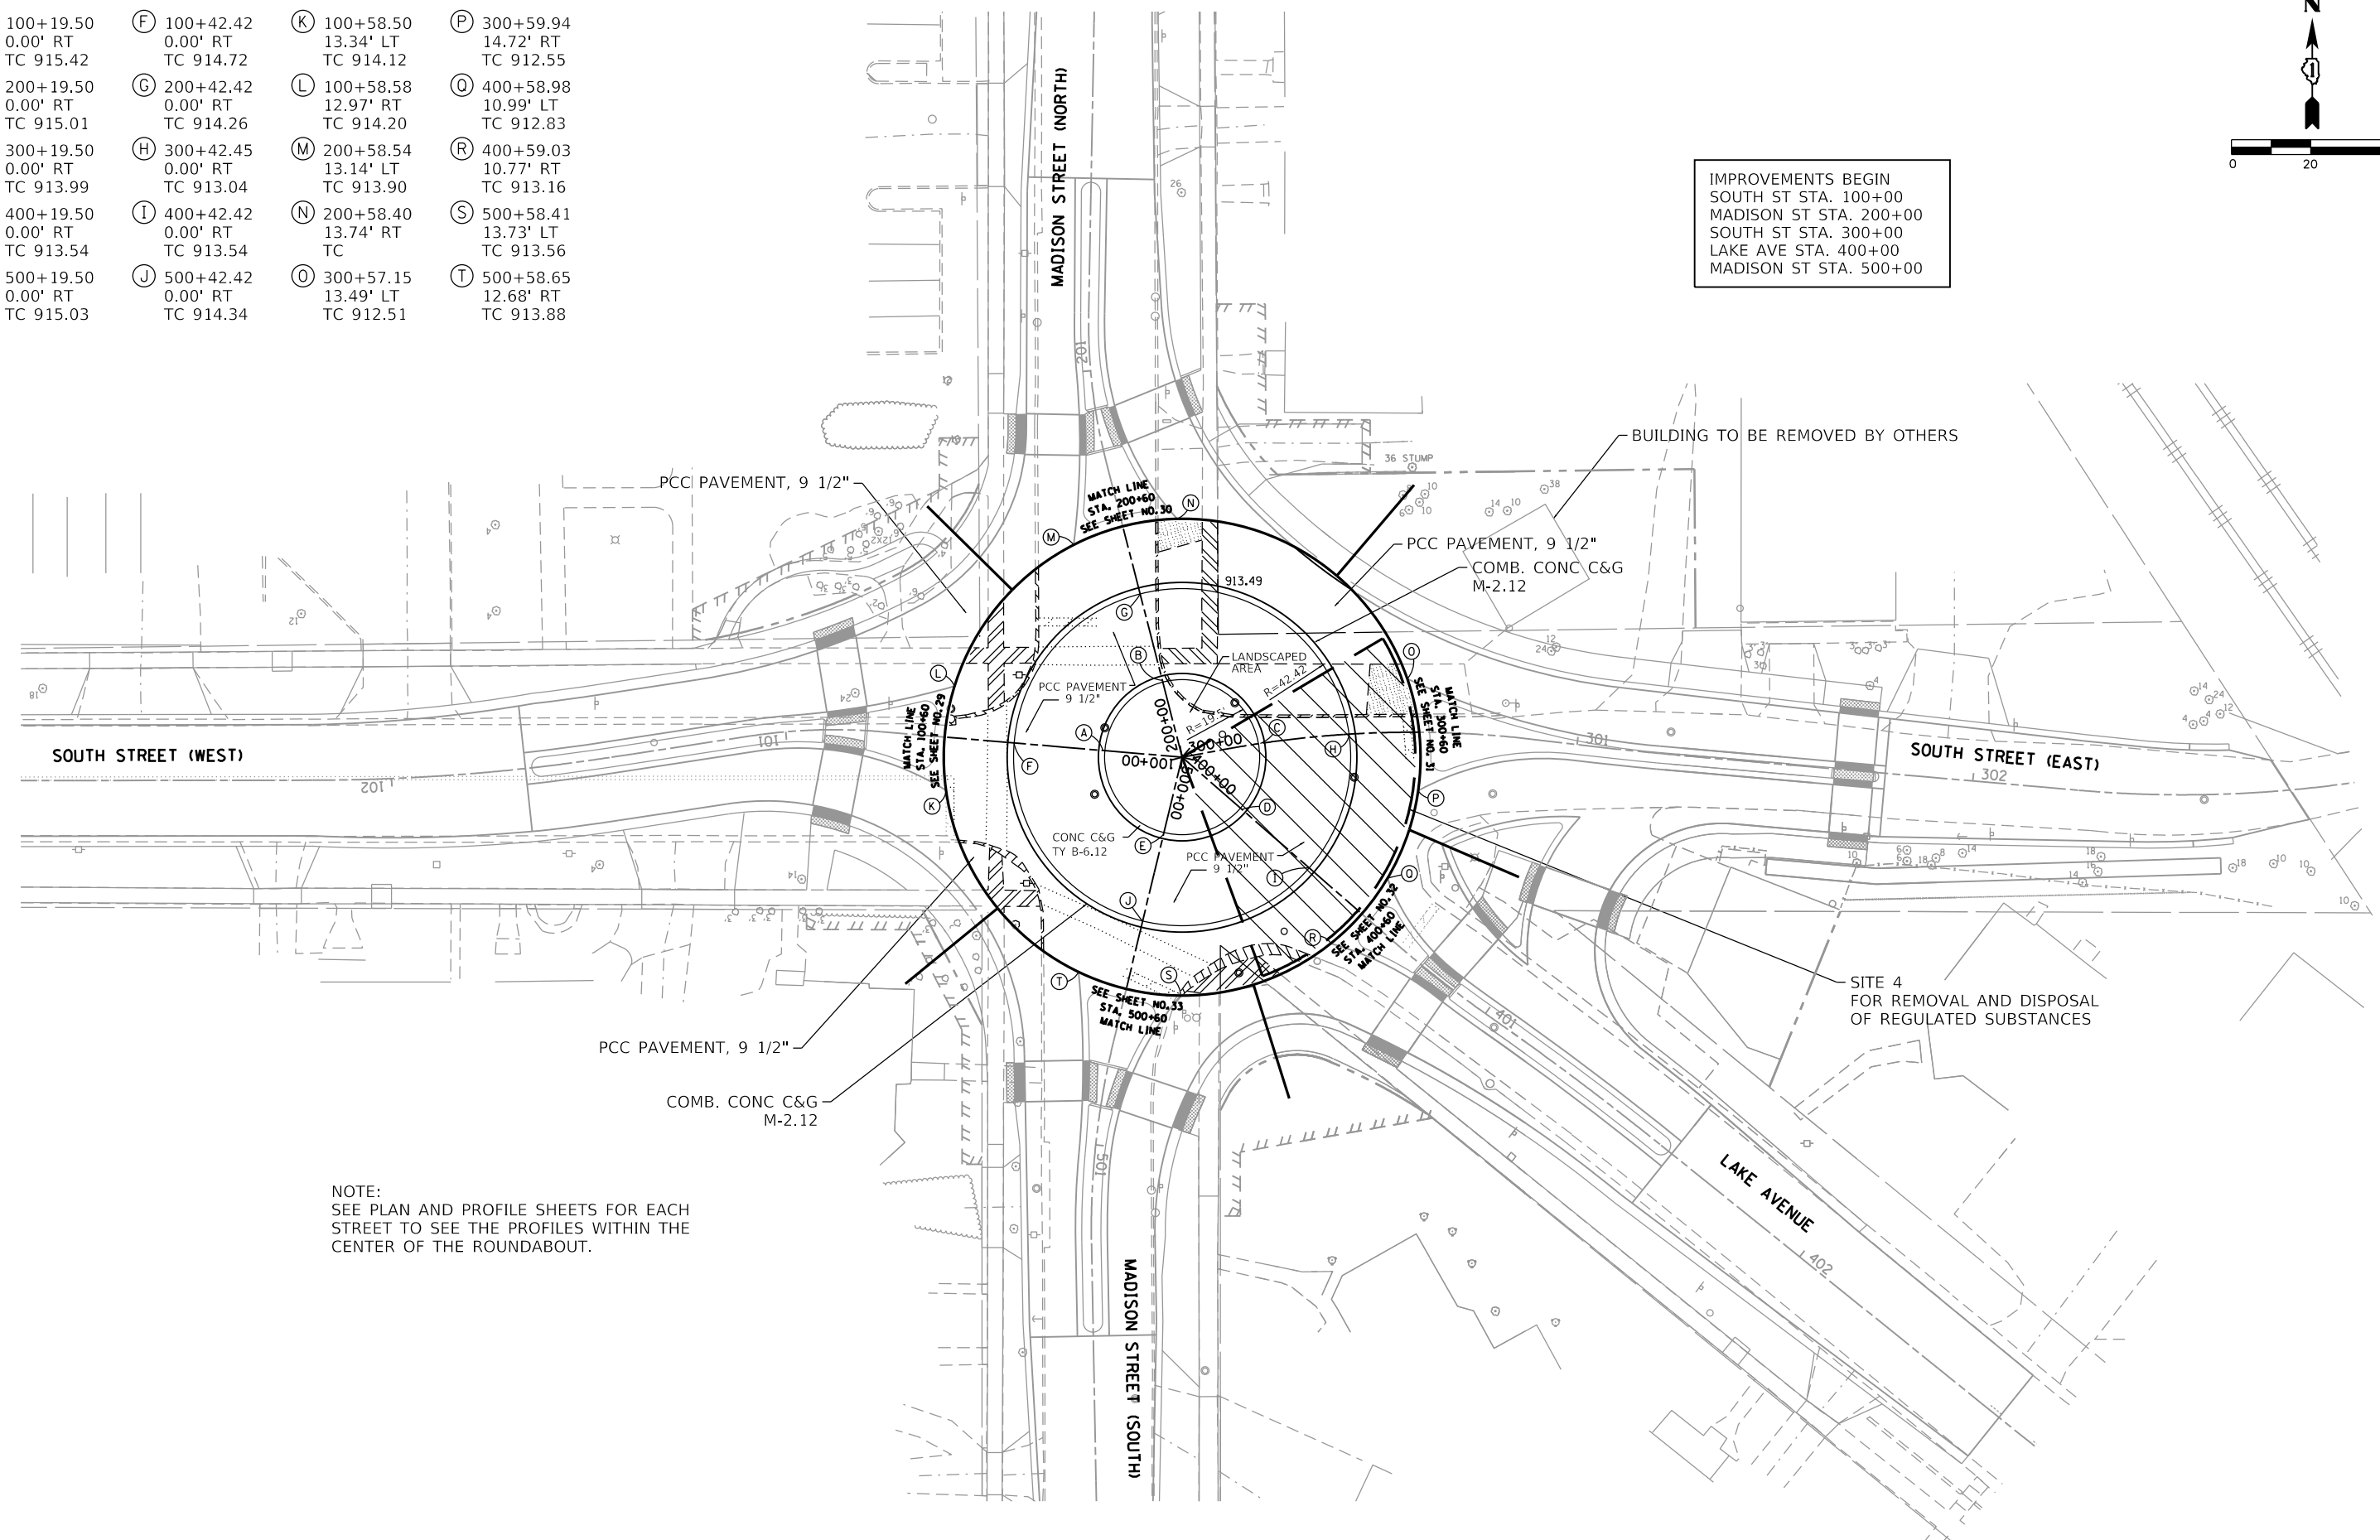 100+19.50
0.00' RT
TC 915.42
200+19.50
0.00' RT
TC 915.01
300+19.50
0.00' RT
TC 913.99
400+19.50
0.00' RT
TC 913.54
500+19.50
0.00' RT
TC 915.03
F 100+42.42
0.00' RT
TC 914.72
G 200+42.42
0.00' RT
TC 914.26
H 300+42.45
0.00' RT
TC 913.04
I 400+42.42
0.00' RT
TC 913.54
J 500+42.42
0.00' RT
TC 914.34
K 100+58.50
13.34' LT
TC 914.12
L 100+58.58
12.97' RT
TC 914.20
M 200+58.54
13.14' LT
TC 913.90
N 200+58.40
13.74' RT
TC
O 300+57.15
13.49' LT
TC 912.51
P 300+59.94
14.72' RT
TC 912.55
Q 400+58.98
10.99' LT
TC 912.83
R 400+59.03
10.77' RT
TC 913.16
S 500+58.41
13.73' LT
TC 913.56
T 500+58.65
12.68' RT
TC 913.88
N
1
0 20
IMPROVEMENTS BEGIN
SOUTH ST STA. 100+00
MADISON ST STA. 200+00
SOUTH ST STA. 300+00
LAKE AVE STA. 400+00
MADISON ST STA. 500+00
MADISON STREET (NORTH)
26
201
BUILDING TO BE REMOVED BY OTHERS
36 STUMP
PCC PAVEMENT, 9 1/2"
MATCH LINE
STA. 200+60
SEE SHEET NO.30
N
M
PCC PAVEMENT, 9 1/2"
COMB. CONC C&G
M-2.12
913.49
G
B
LANDSCAPED
AREA
R=42.42
R=19.5'
PCC PAVEMENT
9 1/2"
L
O
MATCH LINE
STA. 100+60
SEE SHEET NO.29
MATCH LINE
STA. 300+60
SEE SHEET NO. 31
A
C
F
H
100+00
200+00
300+00
400+00
500+00
SOUTH STREET (WEST)
102
101
301
302
SOUTH STREET (EAST)
K
P
D
E
CONC C&G
TY B-6.12
PCC PAVEMENT
9 1/2"
I
Q
J
R
S
T
SEE SHEET NO.32
STA. 400+60
MATCH LINE
SEE SHEET NO.33
STA. 500+60
MATCH LINE
SITE 4
FOR REMOVAL AND DISPOSAL
OF REGULATED SUBSTANCES
PCC PAVEMENT, 9 1/2"
COMB. CONC C&G
M-2.12
401
402
501
LAKE AVENUE
NOTE:
SEE PLAN AND PROFILE SHEETS FOR EACH
STREET TO SEE THE PROFILES WITHIN THE
CENTER OF THE ROUNDABOUT.
MADISON STREET (SOUTH)